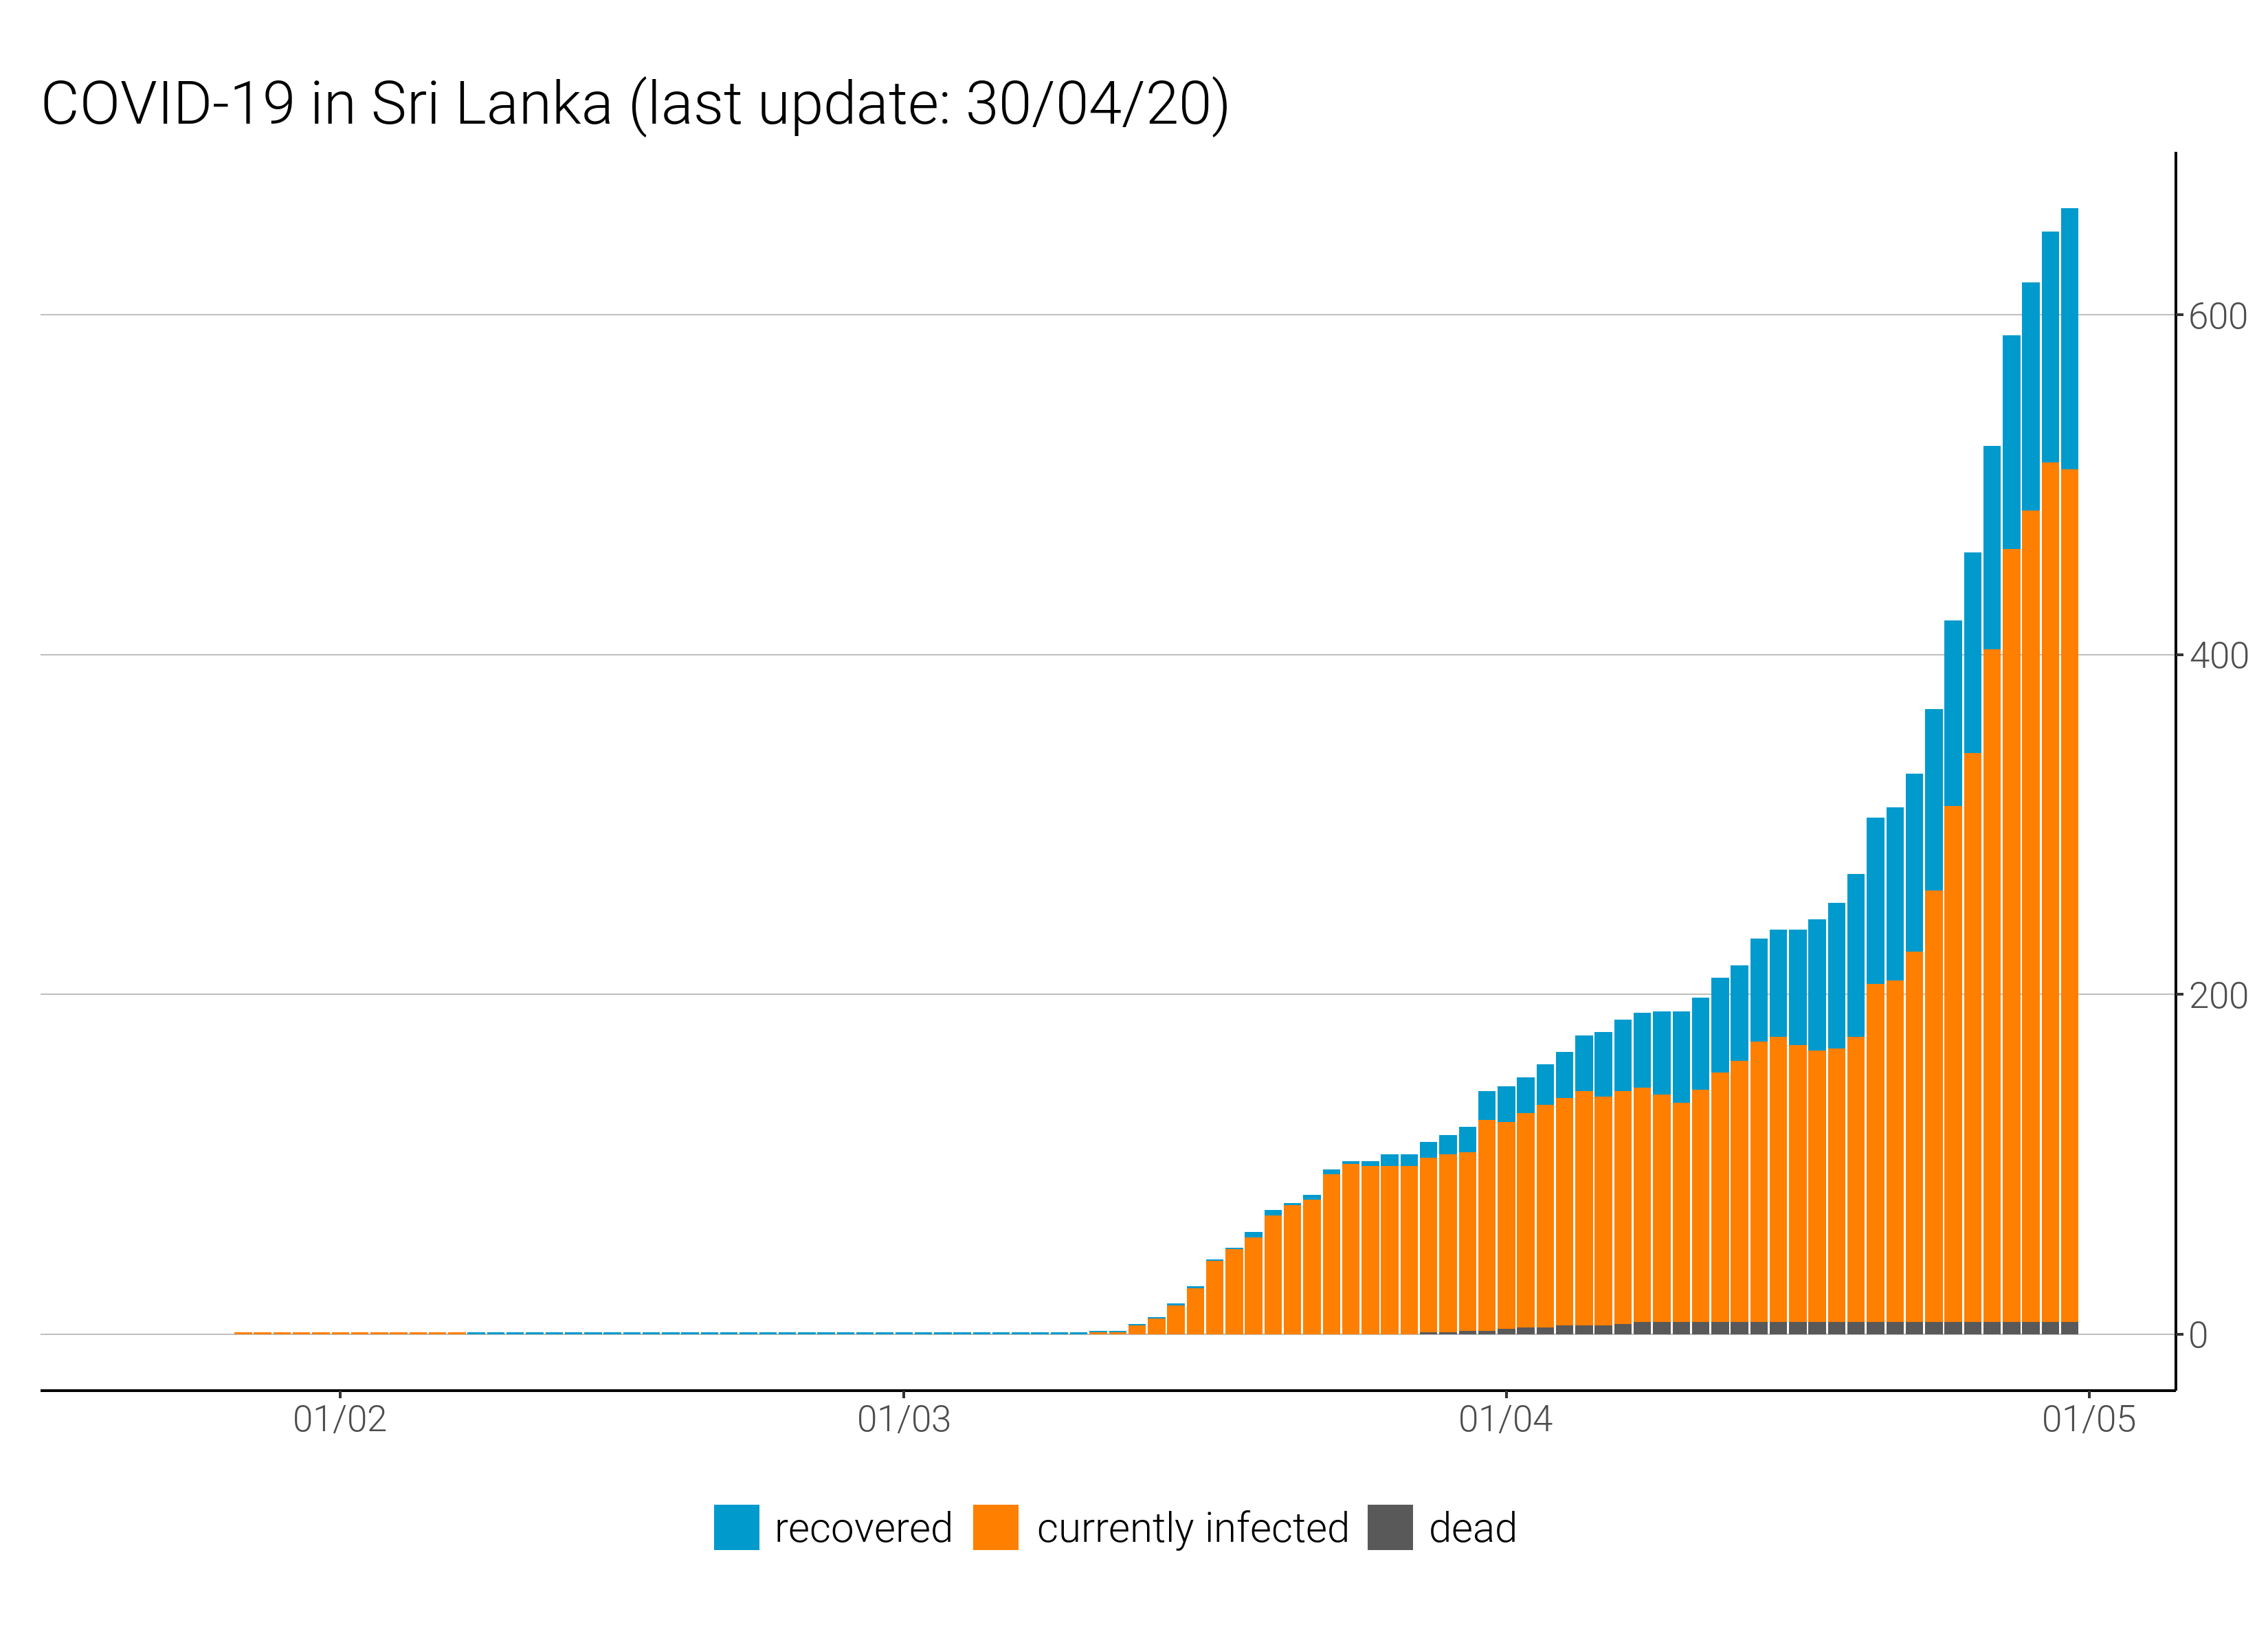 COVID-19 in Sri Lanka (last update: 30/04/20)
600
400
200
0
01/02 01/03 01/04 01/05
recovered currently infected dead